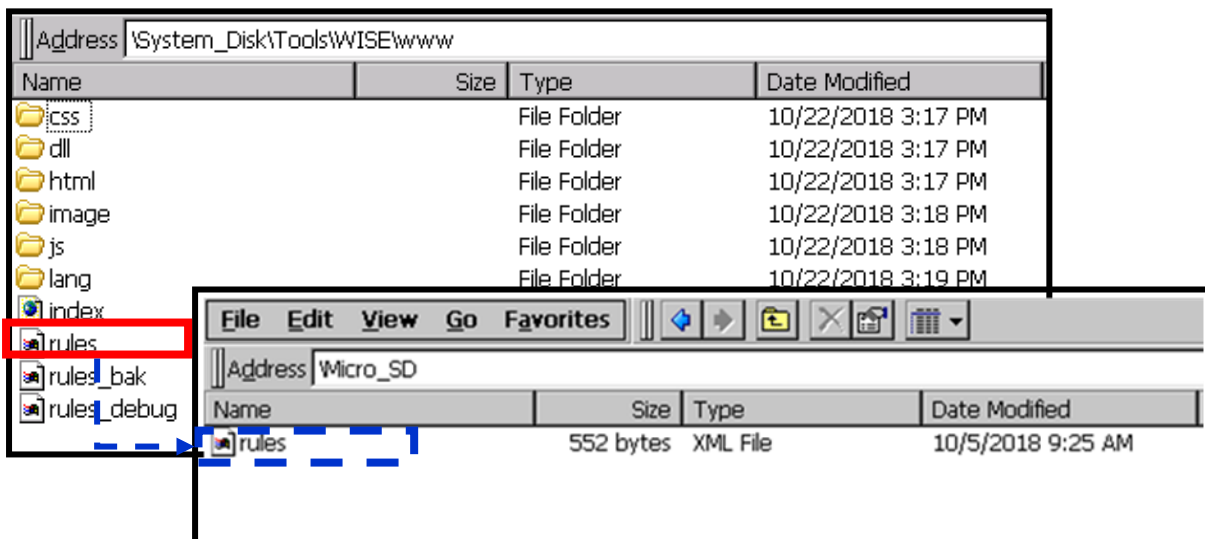 Address \System_Disk\Tools\WISE\www
Name Size Type Date Modified
css File Folder 10/22/2018 3:17 PM
dll File Folder 10/22/2018 3:17 PM
html File Folder 10/22/2018 3:17 PM
image File Folder 10/22/2018 3:18 PM
js File Folder 10/22/2018 3:18 PM
lang File Folder 10/22/2018 3:19 PM
index
rules
rules_bak
rules_debug
File Edit View Go Favorites
Address \Micro_SD
Name Size Type Date Modified
rules 552 bytes XML File 10/5/2018 9:25 AM